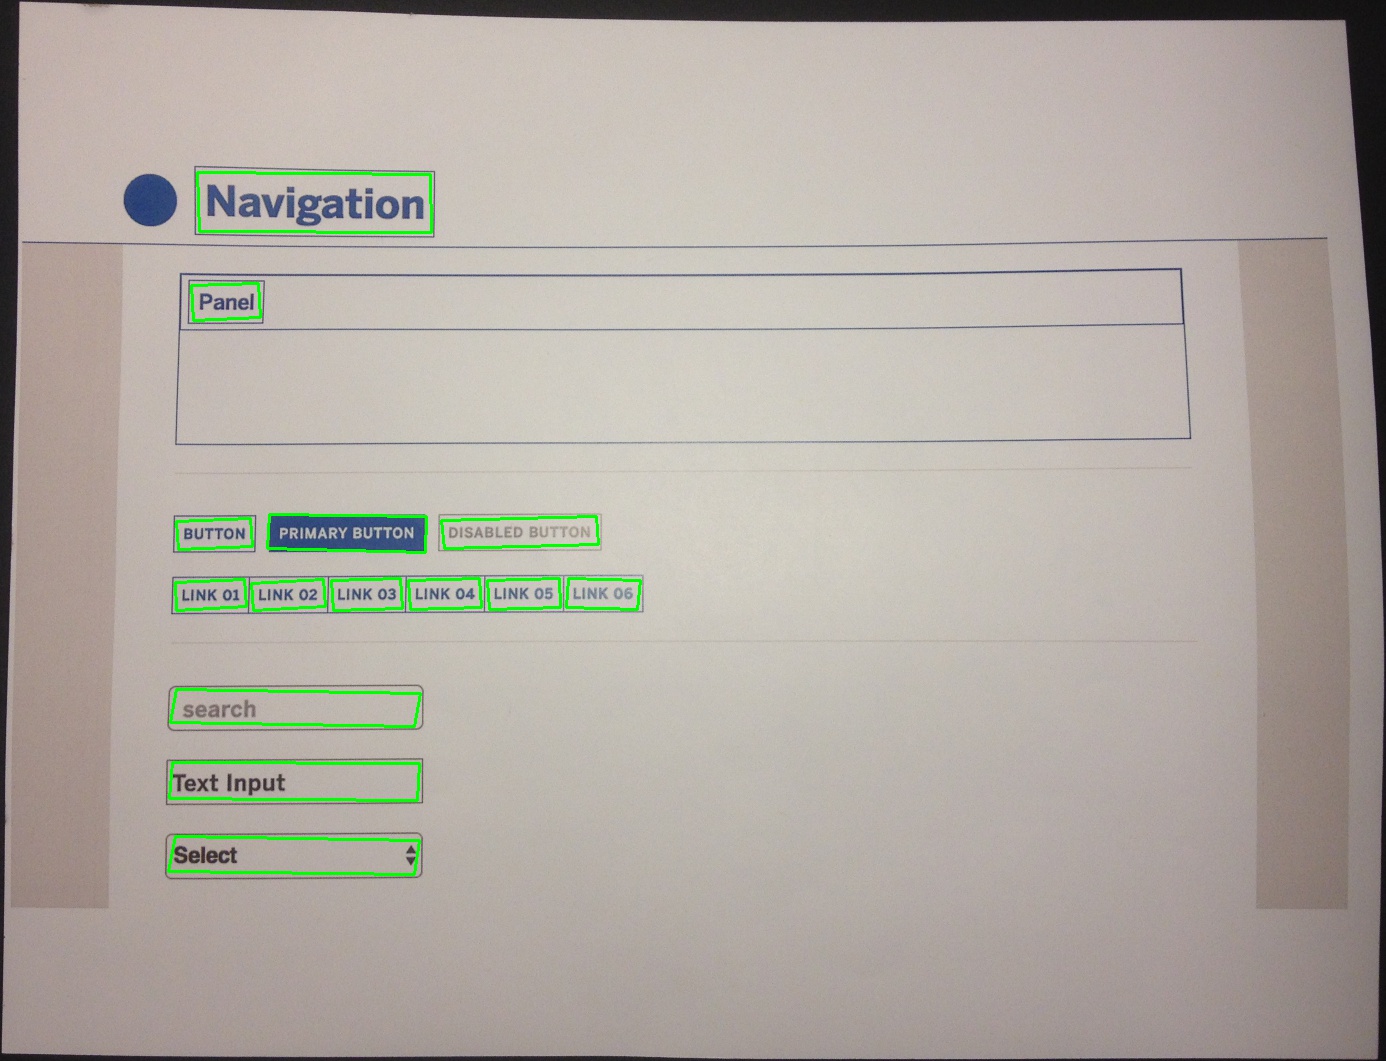 Navigation
Panel
BUTTON PRIMARY BUTTON DISABLED BUTTON
LINK 01 LINK 02 LINK 03 LINK 04 LINK 05 LINK 06
search
Text Input
Select